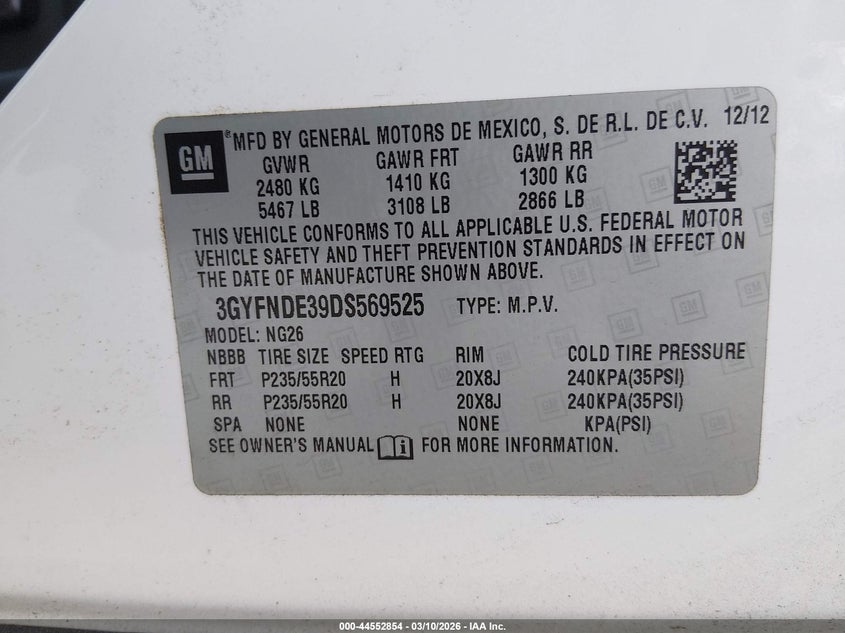 GM
® MFD BY GENERAL MOTORS DE MEXICO, S. DE R.L. DE C.V. 12/12
GVWR GAWR FRT GAWR RR
2480 KG 1410 KG 1300 KG
5467 LB 3108 LB 2866 LB
THIS VEHICLE CONFORMS TO ALL APPLICABLE U.S. FEDERAL MOTOR
VEHICLE SAFETY AND THEFT PREVENTION STANDARDS IN EFFECT ON
THE DATE OF MANUFACTURE SHOWN ABOVE.
3GYFNDE39DS569525 TYPE: M.P.V.
MODEL: NG26
NBBB TIRE SIZE SPEED RTG RIM COLD TIRE PRESSURE
FRT P235/55R20 H 20X8J 240KPA(35PSI)
RR P235/55R20 H 20X8J 240KPA(35PSI)
SPA NONE NONE KPA(PSI)
SEE OWNER'S MANUAL i FOR MORE INFORMATION.
000-44552854 - 03/10/2026 - IAA Inc.